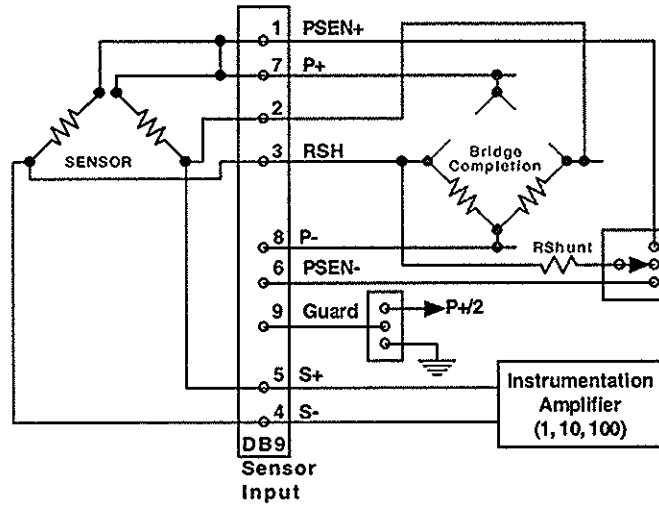 1 PSEN+
7 P+
2
3 RSH
SENSOR
Bridge
Completion
8 P-
RShunt
6 PSEN-
9 Guard
P+/2
5 S+
4 S-
DB9
Sensor
Input
Instrumentation
Amplifier
(1, 10, 100)